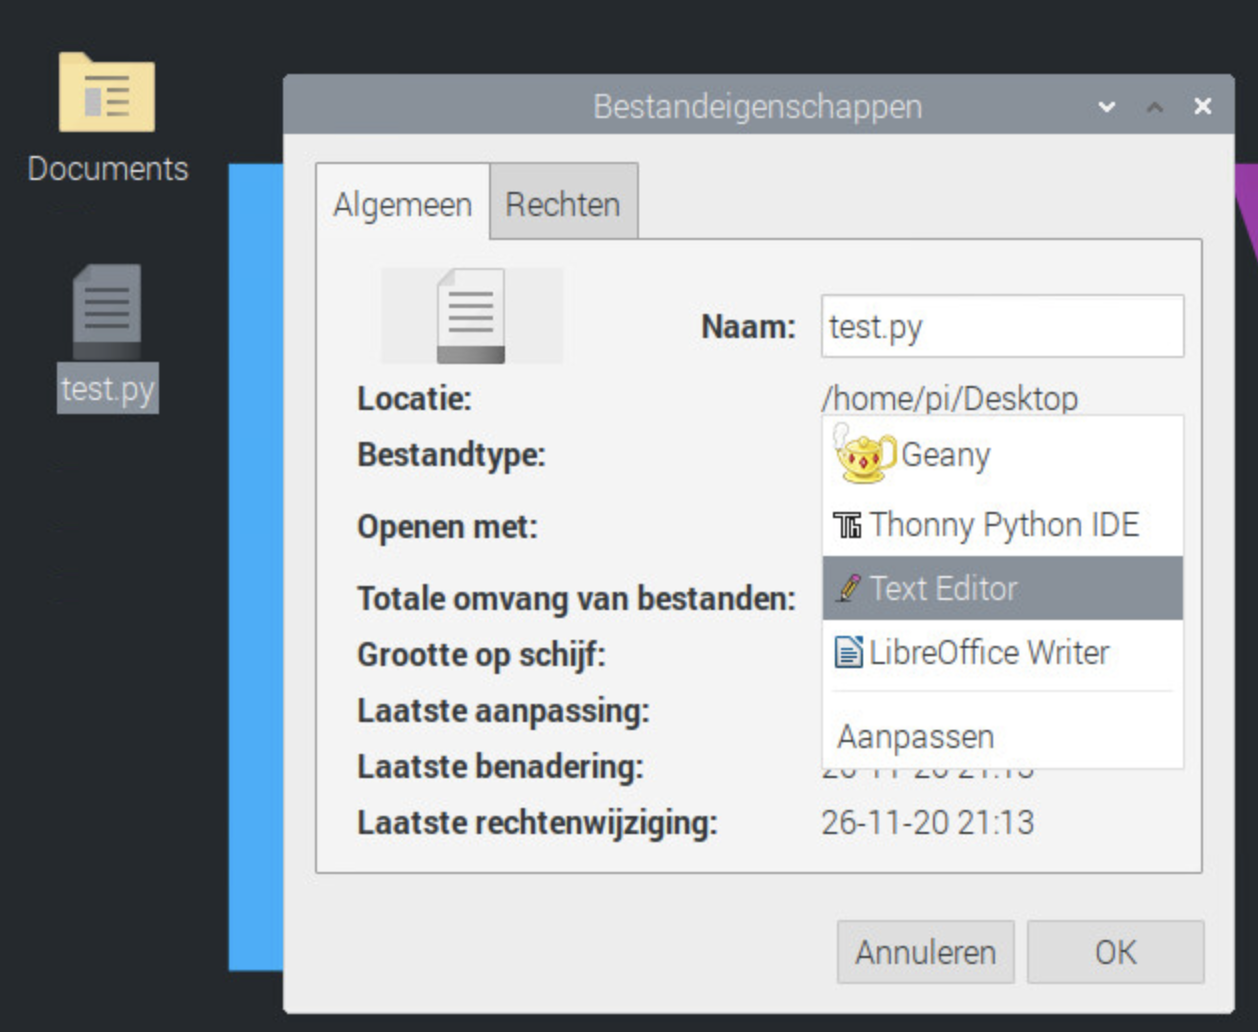 Documents
test.py
Bestandeigenschappen
Algemeen
Rechten
Naam: test.py
Locatie: /home/pi/Desktop
Bestandtype:
Geany
Openen met:
Thonny Python IDE
Text Editor
Totale omvang van bestanden:
Grootte op schijf:
LibreOffice Writer
Laatste aanpassing:
Aanpassen
Laatste benadering:
Laatste rechtenwijziging: 26-11-20 21:13
Annuleren
OK